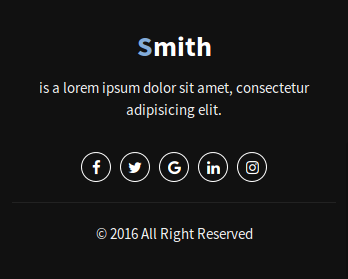 Smith
is a lorem ipsum dolor sit amet, consectetur
adipisicing elit.
© 2016 All Right Reserved